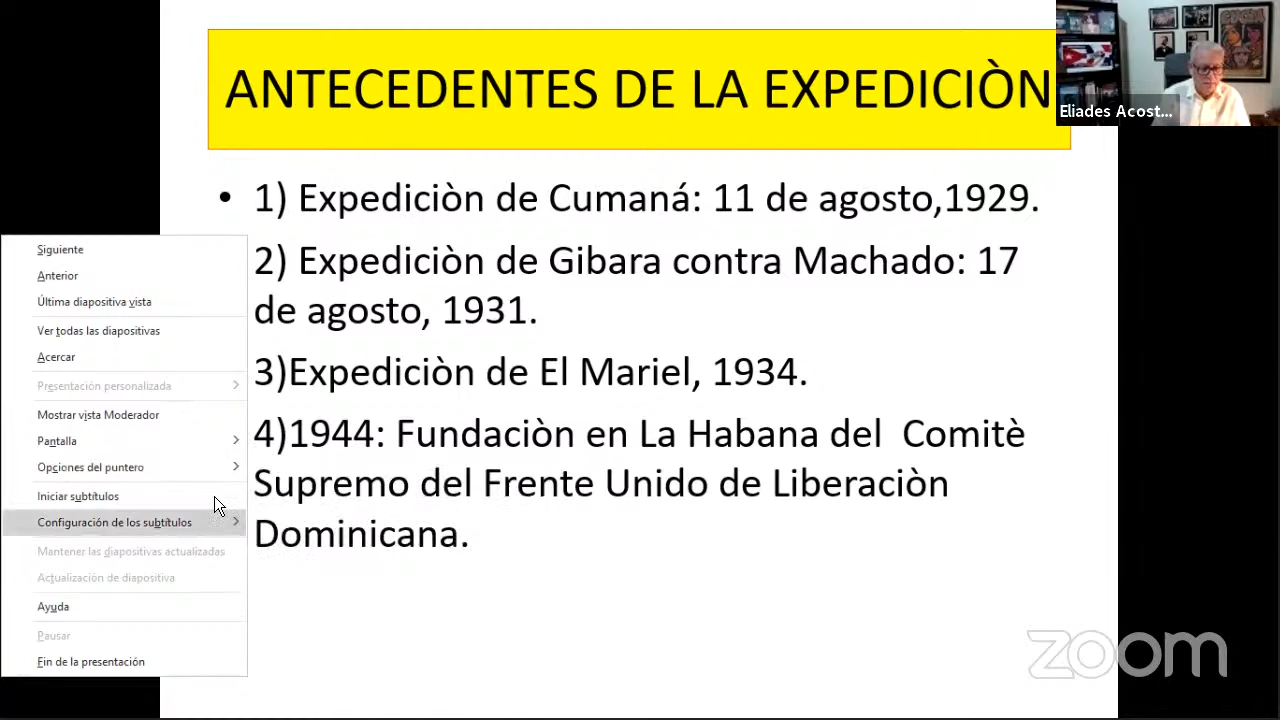 ANTECEDENTES DE LA EXPEDICIÒN
Eliades Acost...
• 1) Expediciòn de Cumaná: 11 de agosto,1929.
2) Expediciòn de Gibara contra Machado: 17
de agosto, 1931.
3)Expediciòn de El Mariel, 1934.
4)1944: Fundaciòn en La Habana del  Comitè
Supremo del Frente Unido de Liberaciòn
Dominicana.
Siguiente
Anterior
Última diapositiva vista
Ver todas las diapositivas
Acercar
Presentación personalizada
Mostrar vista Moderador
Pantalla
Opciones del puntero
Iniciar subtítulos
Configuración de los subtítulos
Mantener las diapositivas actualizadas
Actualización de diapositiva
Ayuda
Pausar
Fin de la presentación
zoom